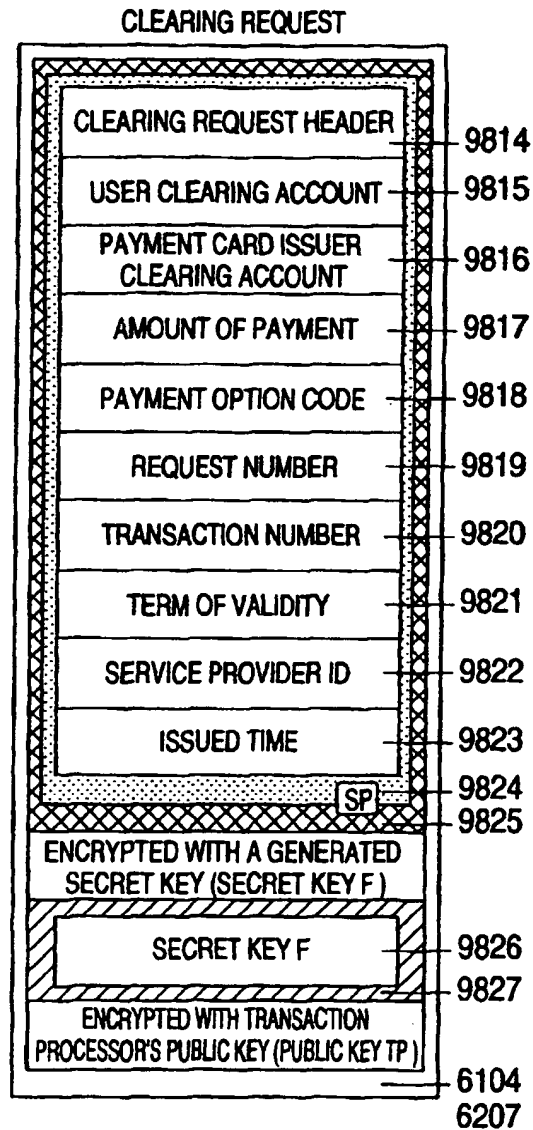 CLEARING REQUEST
CLEARING REQUEST HEADER
9814
USER CLEARING ACCOUNT
9815
PAYMENT CARD ISSUER
CLEARING ACCOUNT
9816
AMOUNT OF PAYMENT
9817
PAYMENT OPTION CODE
9818
REQUEST NUMBER
9819
TRANSACTION NUMBER
9820
TERM OF VALIDITY
9821
SERVICE PROVIDER ID
9822
ISSUED TIME
9823
SP
9824
9825
ENCRYPTED WITH A GENERATED
SECRET KEY (SECRET KEY F)
SECRET KEY F
9826
9827
ENCRYPTED WITH TRANSACTION
PROCESSOR'S PUBLIC KEY (PUBLIC KEY TP)
6104
6207